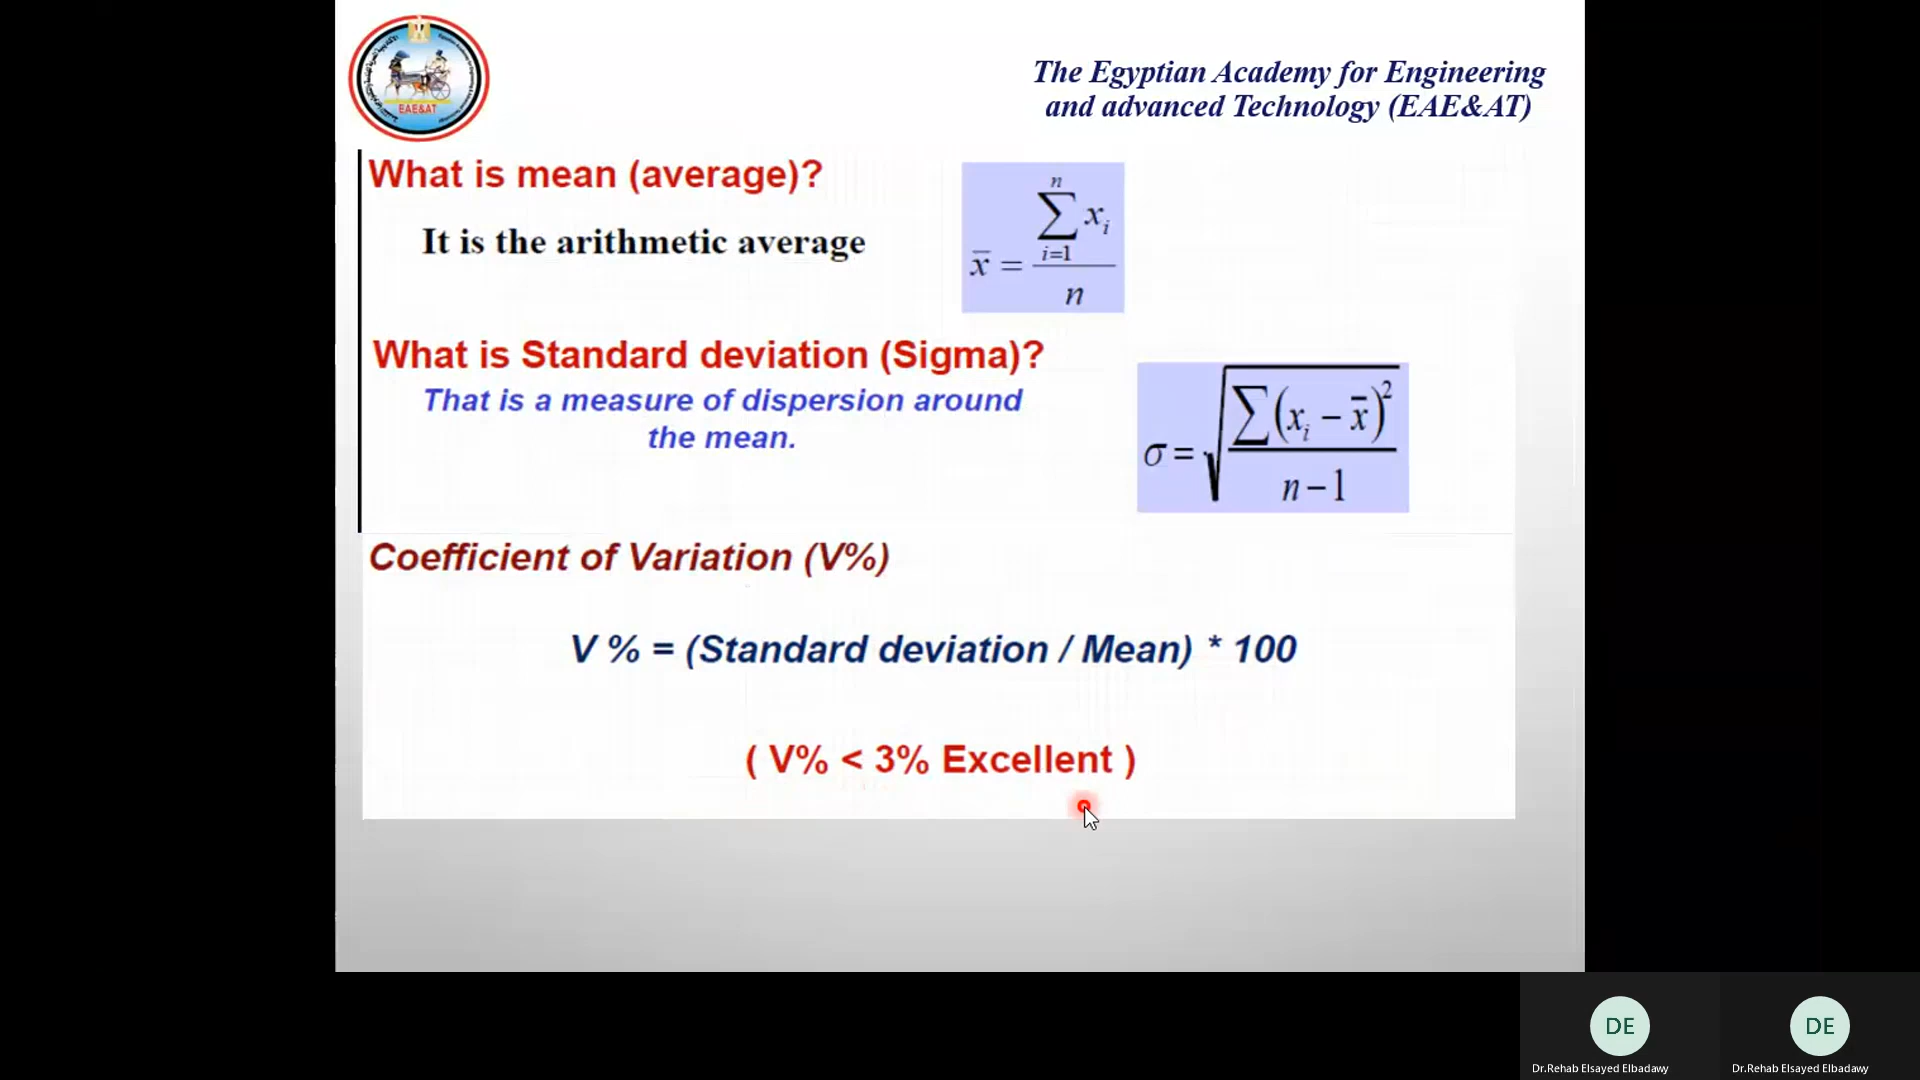 The Egyptian Academy for Engineering
and advanced Technology (EAE&AT)
EAE&AT
What is mean (average)?
It is the arithmetic average
x̄ = ∑_{i=1}^{n} x_i / n
What is Standard deviation (Sigma)?
That is a measure of dispersion around
the mean.
σ = √(∑(x_i − x̄)² / (n − 1))
Coefficient of Variation (V%)
V % = (Standard deviation / Mean) * 100
( V% < 3% Excellent )
DE
Dr.Rehab Elsayed Elbadawy
DE
Dr.Rehab Elsayed Elbadawy